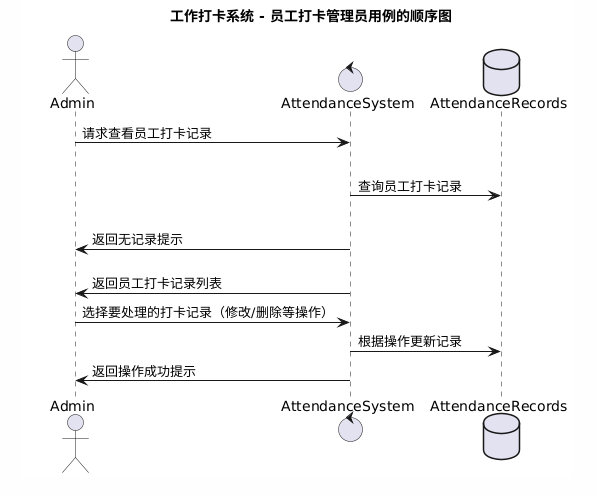 工作打卡系统 - 员工打卡管理员用例的顺序图
Admin
AttendanceSystem
AttendanceRecords
请求查看员工打卡记录
查询员工打卡记录
返回无记录提示
返回员工打卡记录列表
选择要处理的打卡记录（修改/删除等操作）
根据操作更新记录
返回操作成功提示
Admin
AttendanceSystem
AttendanceRecords